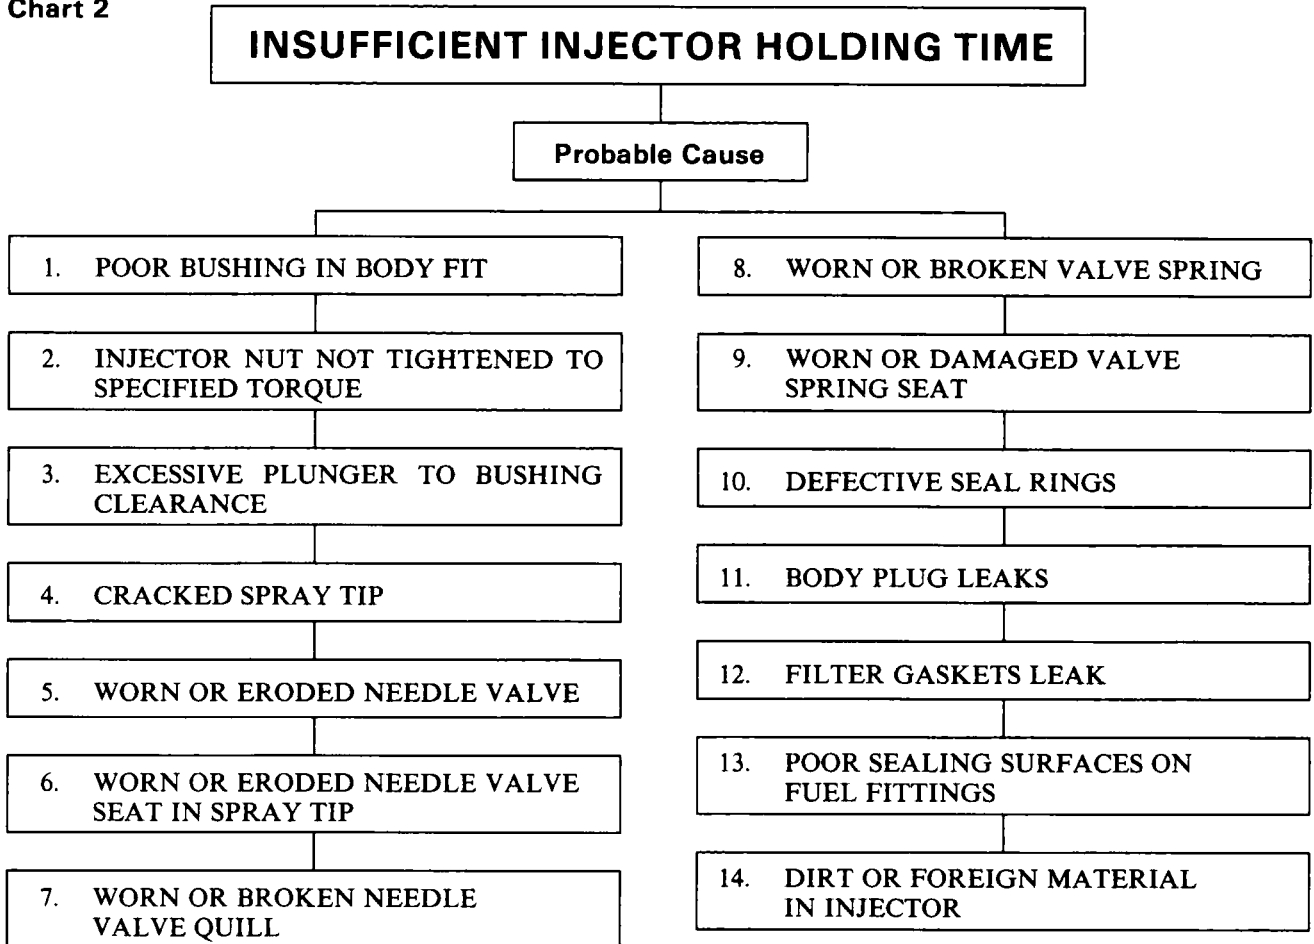 Chart 2
INSUFFICIENT INJECTOR HOLDING TIME
Probable Cause
1. POOR BUSHING IN BODY FIT
2. INJECTOR NUT NOT TIGHTENED TO
SPECIFIED TORQUE
3. EXCESSIVE PLUNGER TO BUSHING
CLEARANCE
4. CRACKED SPRAY TIP
5. WORN OR ERODED NEEDLE VALVE
6. WORN OR ERODED NEEDLE VALVE
SEAT IN SPRAY TIP
7. WORN OR BROKEN NEEDLE
VALVE QUILL
8. WORN OR BROKEN VALVE SPRING
9. WORN OR DAMAGED VALVE
SPRING SEAT
10. DEFECTIVE SEAL RINGS
11. BODY PLUG LEAKS
12. FILTER GASKETS LEAK
13. POOR SEALING SURFACES ON
FUEL FITTINGS
14. DIRT OR FOREIGN MATERIAL
IN INJECTOR